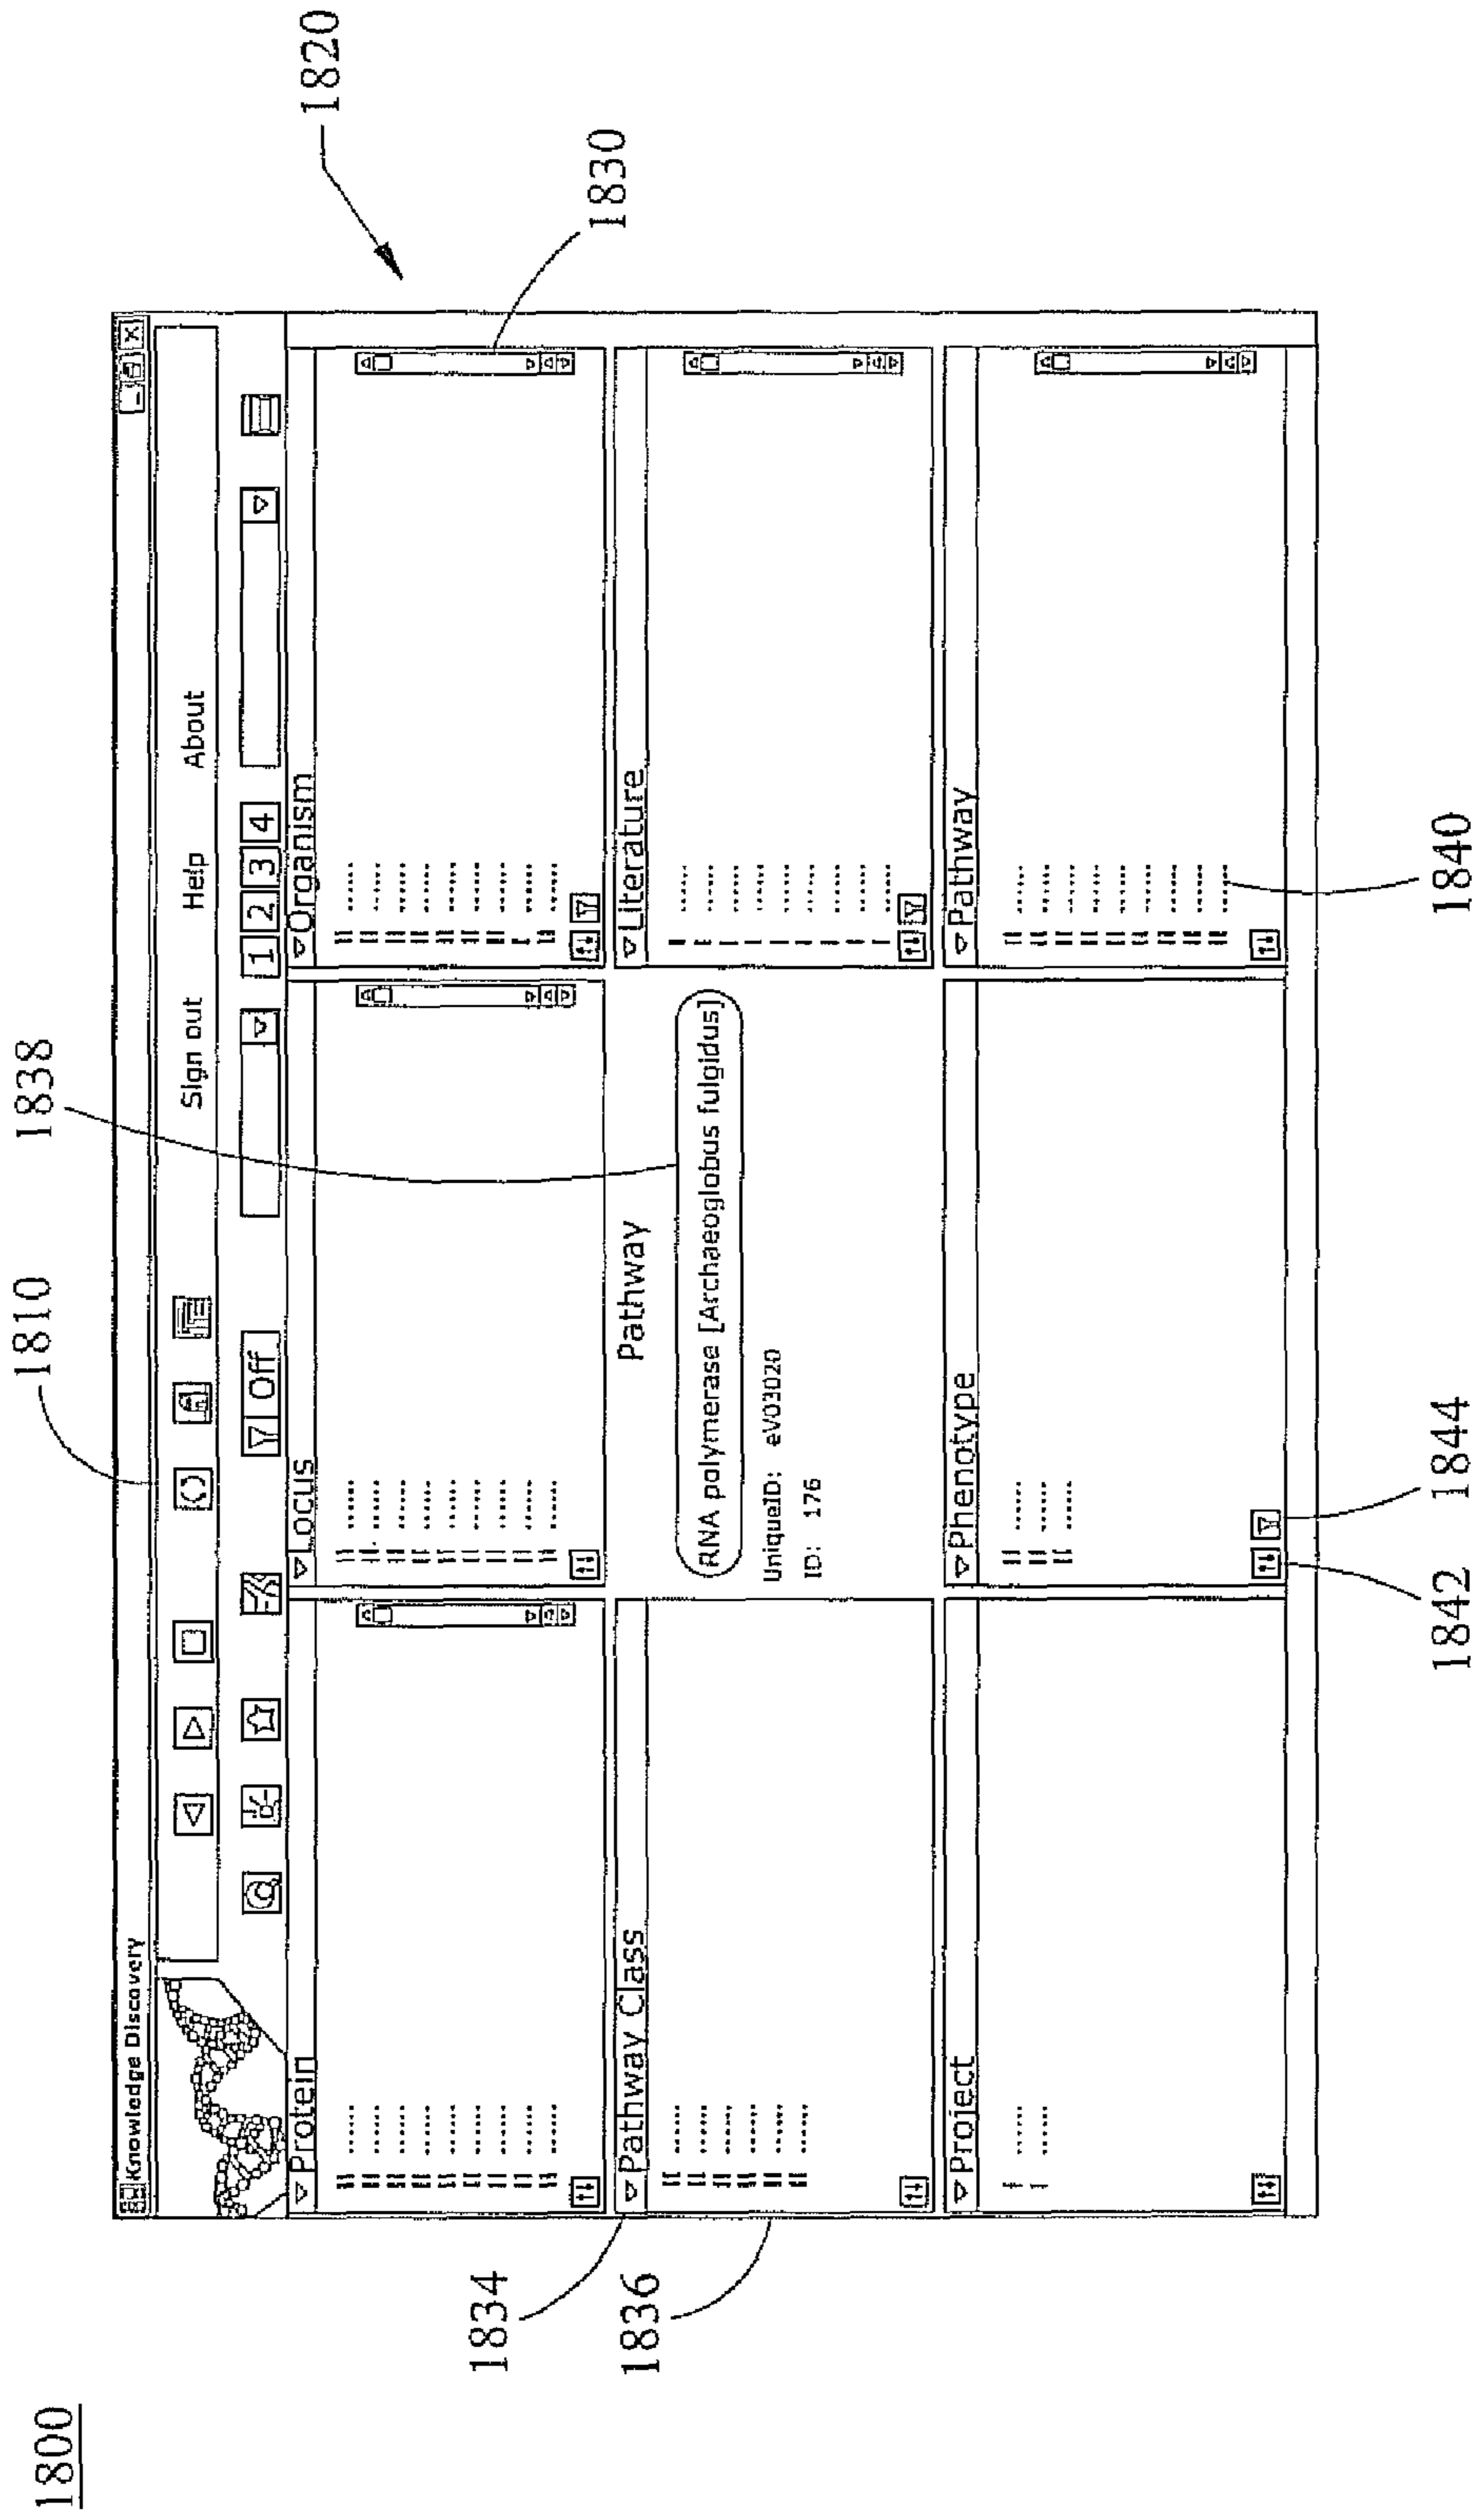 1800
1810
1838
1820
Knowledge Discovery
Sign out Help About
Off 1 2 3 4
Protein Locus Organism
1830
1834
Pathway Class Pathway Literature
1836
RNA polymerase [Archaeoglobus fulgidus]
UniqueID: eV03020
ID: 176
Project Phenotype Pathway
1842 1844 1840